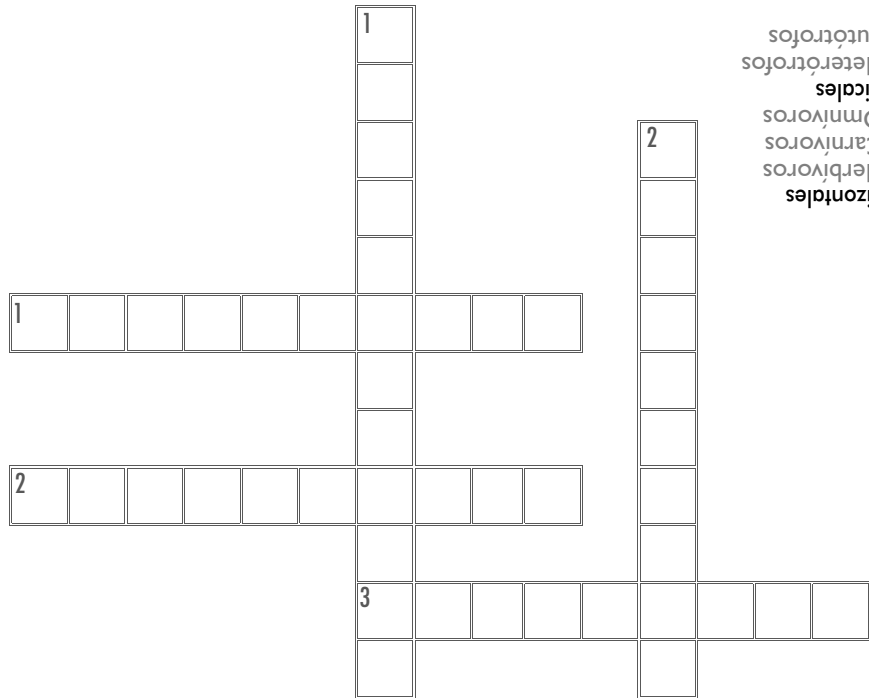 1
2
1
2
3
izontales
Herbívoros
Carnívoros
Omnívoros
icales
Heterótrofos
utótrofos